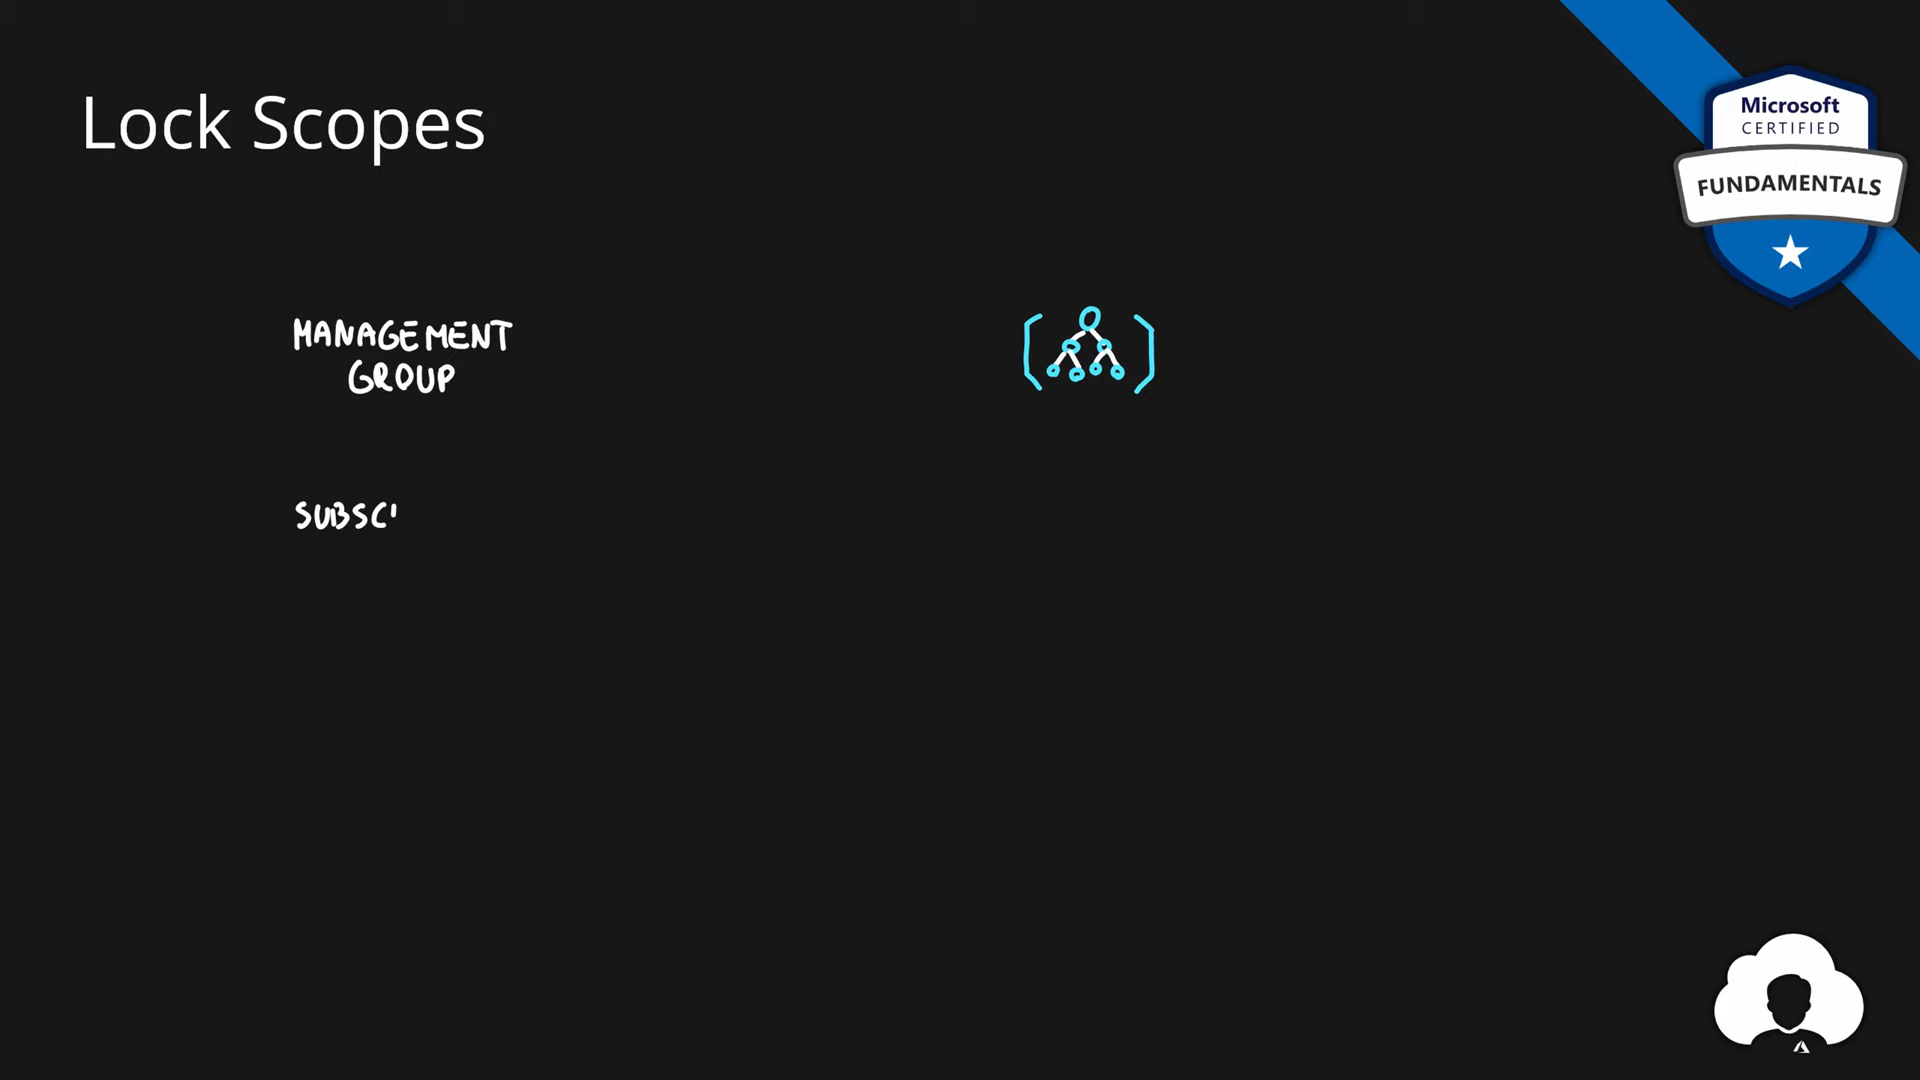 Lock Scopes
Microsoft
CERTIFIED
FUNDAMENTALS
MANAGEMENT
GROUP
SUBSC